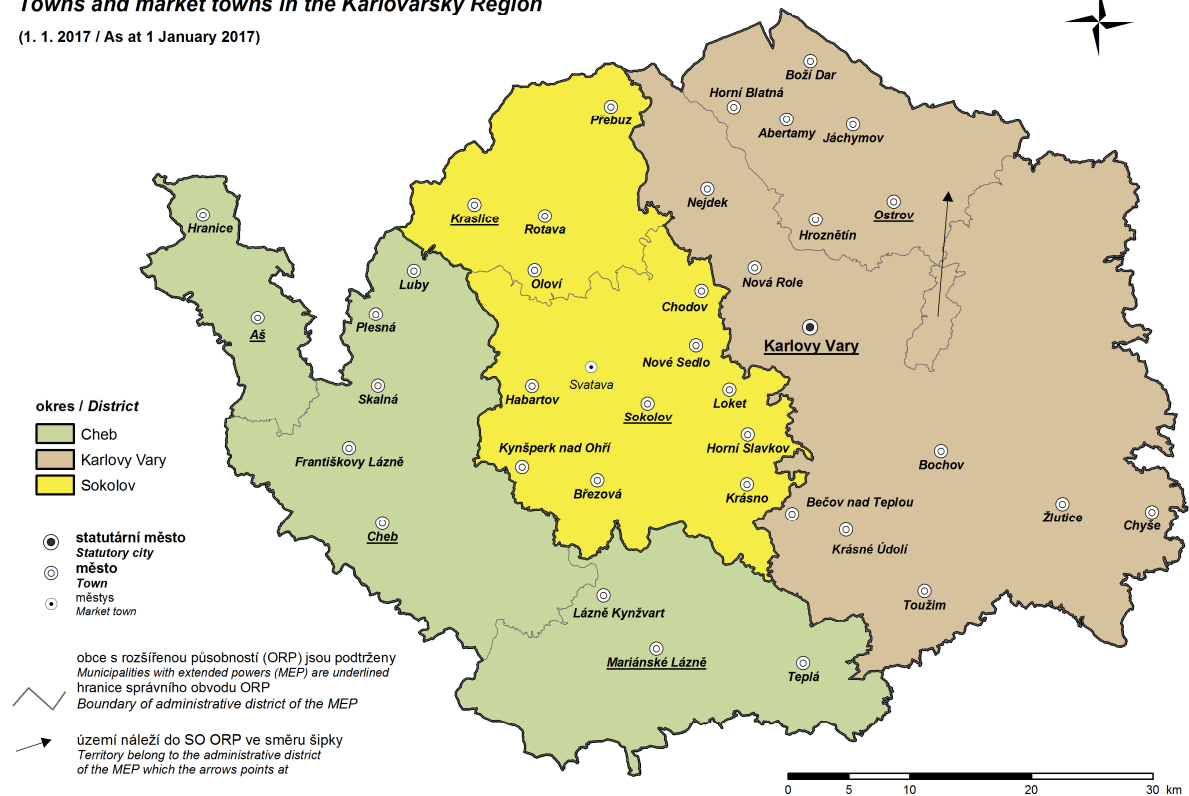 Towns and market towns in the Karlovarský Region
(1. 1. 2017 / As at 1 January 2017)
Boží Dar
Horní Blatná
Přebuz
Abertamy
Jáchymov
Nejdek
Kraslice
Ostrov
Hranice
Rotava
Hroznětín
Luby
Oloví
Nová Role
Chodov
Plesná
Aš
Karlovy Vary
Nové Sedlo
Svatava
Skalná
Habartov
Loket
Sokolov
okres / District
Cheb
Karlovy Vary
Sokolov
Kynšperk nad Ohří
Horní Slavkov
Františkovy Lázně
Bochov
Březová
Krásno
Bečov nad Teplou
Žlutice
Chyše
Cheb
Krásné Údolí
statutární město
Statutory city
město
Town
městys
Market town
Lázně Kynžvart
Toužim
Mariánské Lázně
Teplá
obce s rozšířenou působností (ORP) jsou podtrženy
Municipalities with extended powers (MEP) are underlined
hranice správního obvodu ORP
Boundary of administrative district of the MEP
území náleží do SO ORP ve směru šipky
Territory belong to the administrative district
of the MEP which the arrows points at
0 5 10 20 30 km